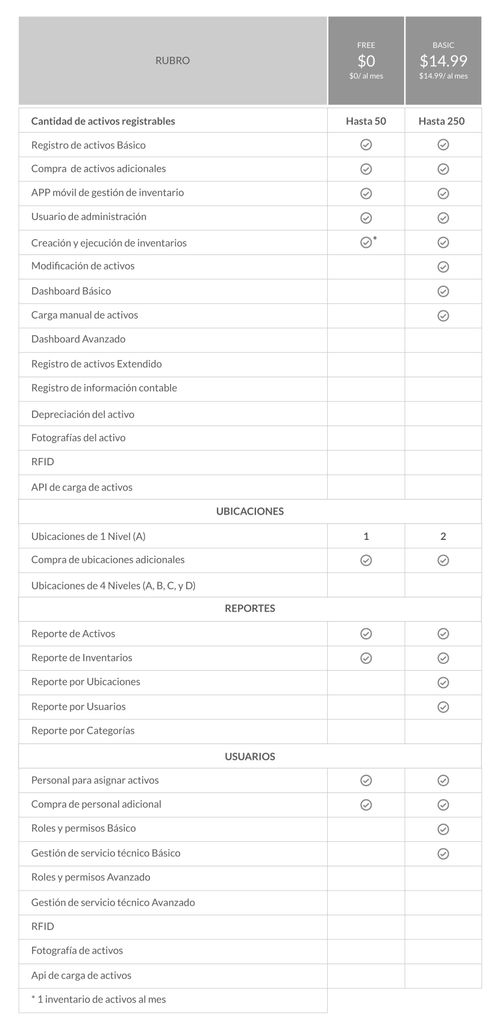 RUBRO
FREE
$0
$0/ al mes
BASIC
$14.99
$14.99/ al mes
Cantidad de activos registrables Hasta 50 Hasta 250
Registro de activos Básico
Compra de activos adicionales
APP móvil de gestión de inventario
Usuario de administración
Creación y ejecución de inventarios *
Modificación de activos
Dashboard Básico
Carga manual de activos
Dashboard Avanzado
Registro de activos Extendido
Registro de información contable
Depreciación del activo
Fotografías del activo
RFID
API de carga de activos
UBICACIONES
Ubicaciones de 1 Nivel (A) 1 2
Compra de ubicaciones adicionales
Ubicaciones de 4 Niveles (A, B, C, y D)
REPORTES
Reporte de Activos
Reporte de Inventarios
Reporte por Ubicaciones
Reporte por Usuarios
Reporte por Categorías
USUARIOS
Personal para asignar activos
Compra de personal adicional
Roles y permisos Básico
Gestión de servicio técnico Básico
Roles y permisos Avanzado
Gestión de servicio técnico Avanzado
RFID
Fotografía de activos
Api de carga de activos
* 1 inventario de activos al mes